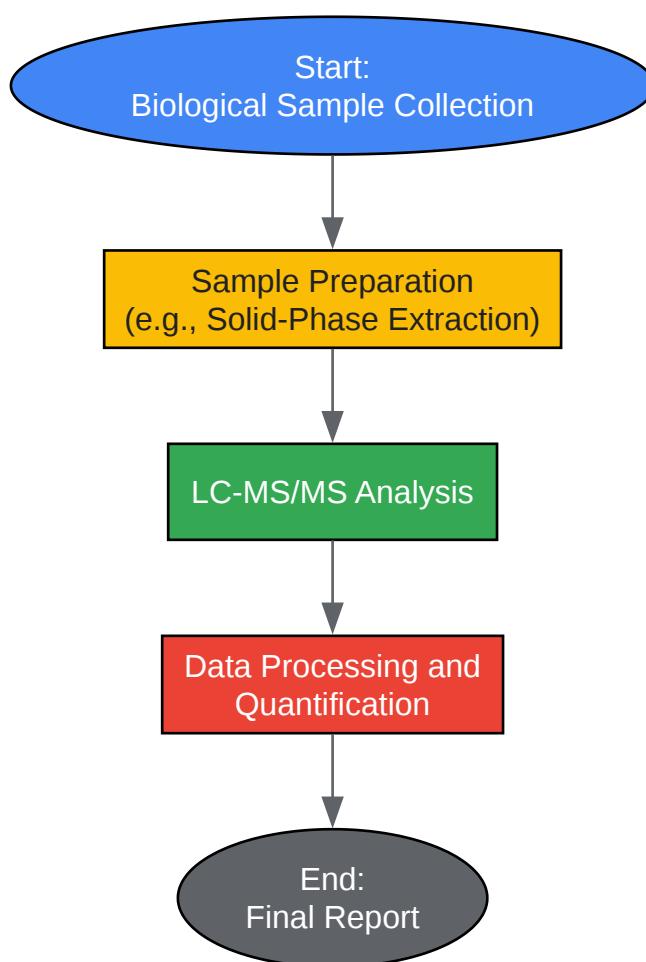 Start:
Biological Sample Collection
Sample Preparation
(e.g., Solid-Phase Extraction)
LC-MS/MS Analysis
Data Processing and
Quantification
End:
Final Report